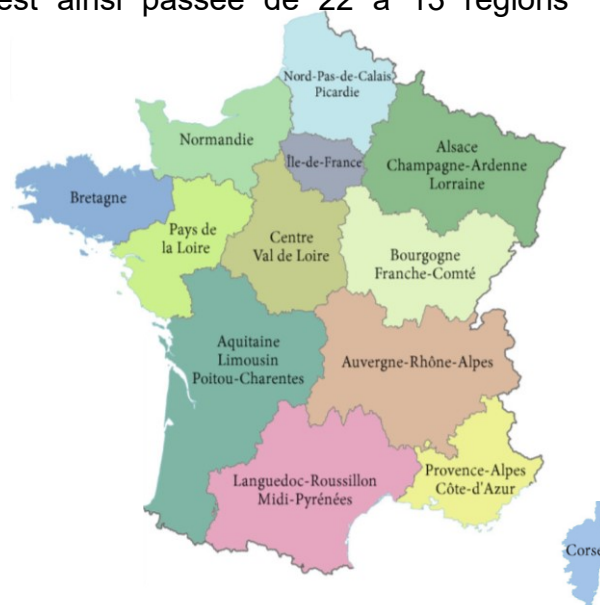 est ainsi passée de 22 à 13 régions
Nord-Pas-de-Calais
Picardie
Normandie
Île-de-France
Alsace
Champagne-Ardenne
Lorraine
Bretagne
Pays de
la Loire
Centre
Val de Loire
Bourgogne
Franche-Comté
Aquitaine
Limousin
Poitou-Charentes
Auvergne-Rhône-Alpes
Languedoc-Roussillon
Midi-Pyrénées
Provence-Alpes
Côte-d'Azur
Corse